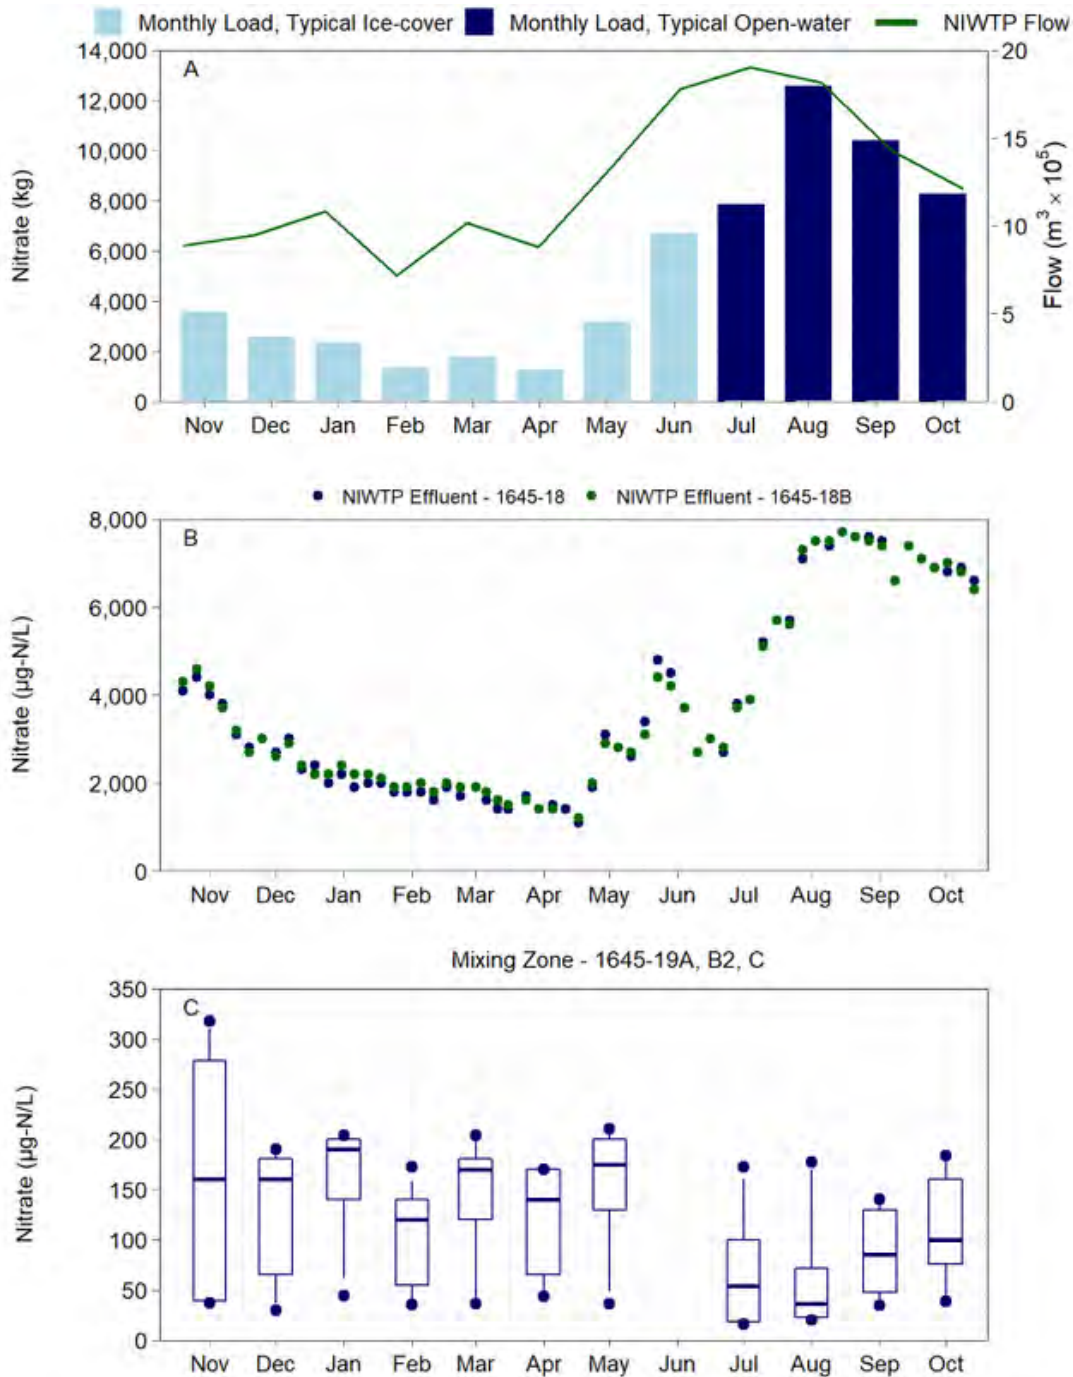 Monthly Load, Typical Ice-cover Monthly Load, Typical Open-water NIWTP Flow
A
Nitrate (kg)
14,000
12,000
10,000
8,000
6,000
4,000
2,000
0
Flow (m³ × 10⁵)
20
15
10
5
0
Nov Dec Jan Feb Mar Apr May Jun Jul Aug Sep Oct
NIWTP Effluent - 1645-18 NIWTP Effluent - 1645-18B
B
Nitrate (µg-N/L)
8,000
6,000
4,000
2,000
0
Nov Dec Jan Feb Mar Apr May Jun Jul Aug Sep Oct
Mixing Zone - 1645-19A, B2, C
C
Nitrate (µg-N/L)
350
300
250
200
150
100
50
0
Nov Dec Jan Feb Mar Apr May Jun Jul Aug Sep Oct